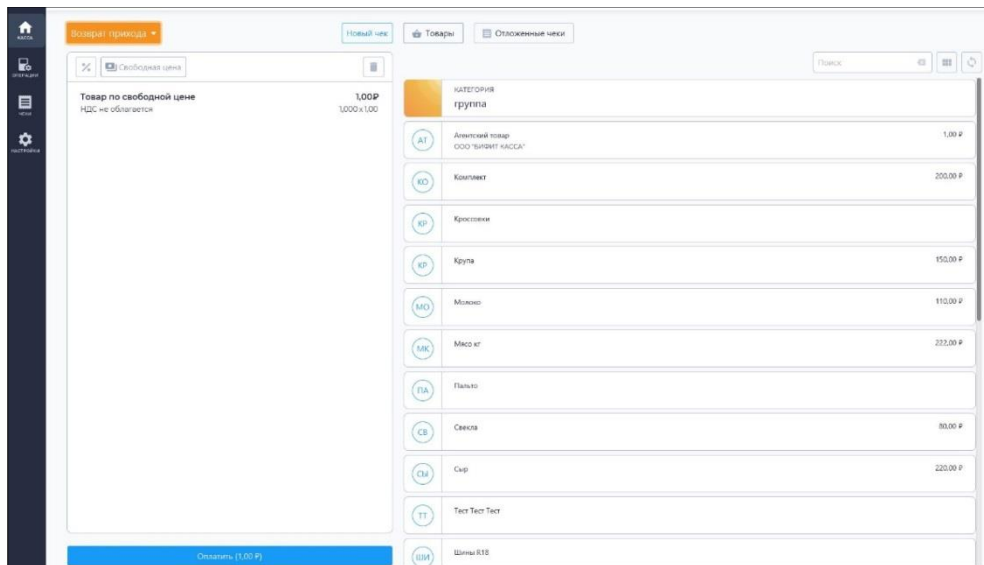 КАССА
ОПЕРАЦИИ
ЧЕКИ
НАСТРОЙКИ
Возврат прихода
Новый чек
Товары
Отложенные чеки
% Свободная цена
Товар по свободной цене 1,00₽
НДС не облагается 1,000 x 1,00
Оплатить (1,00 ₽)
Поиск
КАТЕГОРИЯ
группа
АТ Агентский товар 1,00 ₽
ООО "БИФИТ КАССА"
КО Комплект 200,00 ₽
КР Кроссовки
КР Крупа 150,00 ₽
МО Молоко 110,00 ₽
МК Мясо кг 222,00 ₽
ПА Пальто
СВ Свекла 80,00 ₽
СЫ Сыр 220,00 ₽
ТТ Тест Тест Тест
ШИ Шины R18